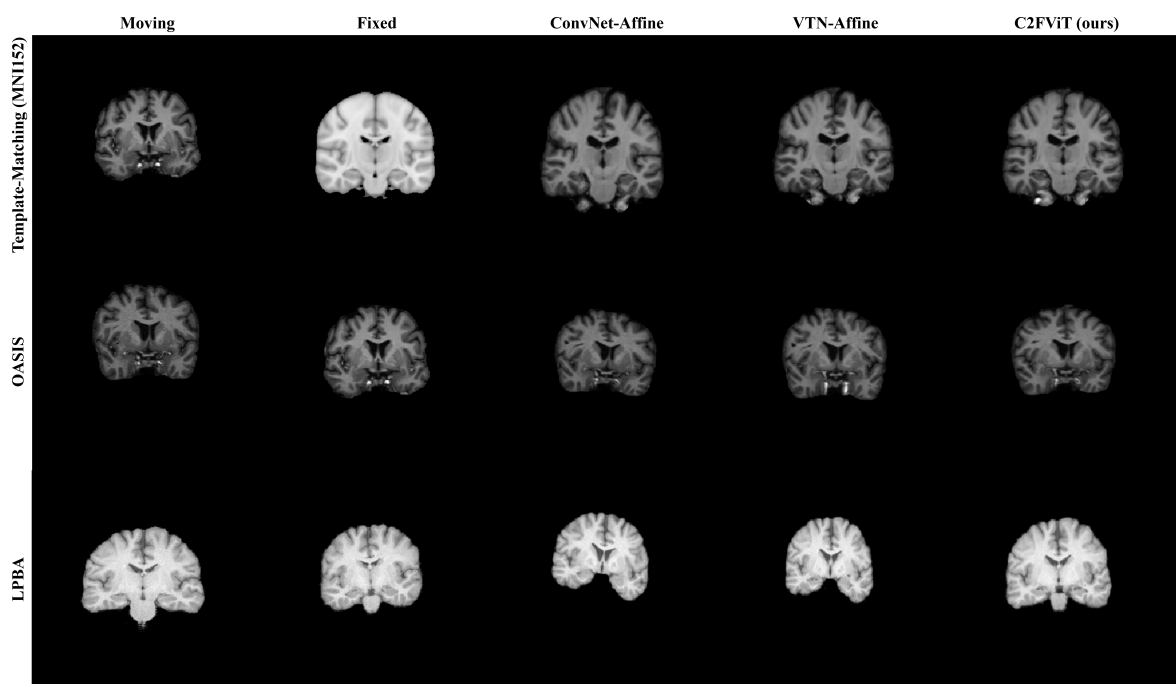 Moving Fixed ConvNet-Affine VTN-Affine C2FViT (ours)
Template-Matching (MNI152)
OASIS
LPBA